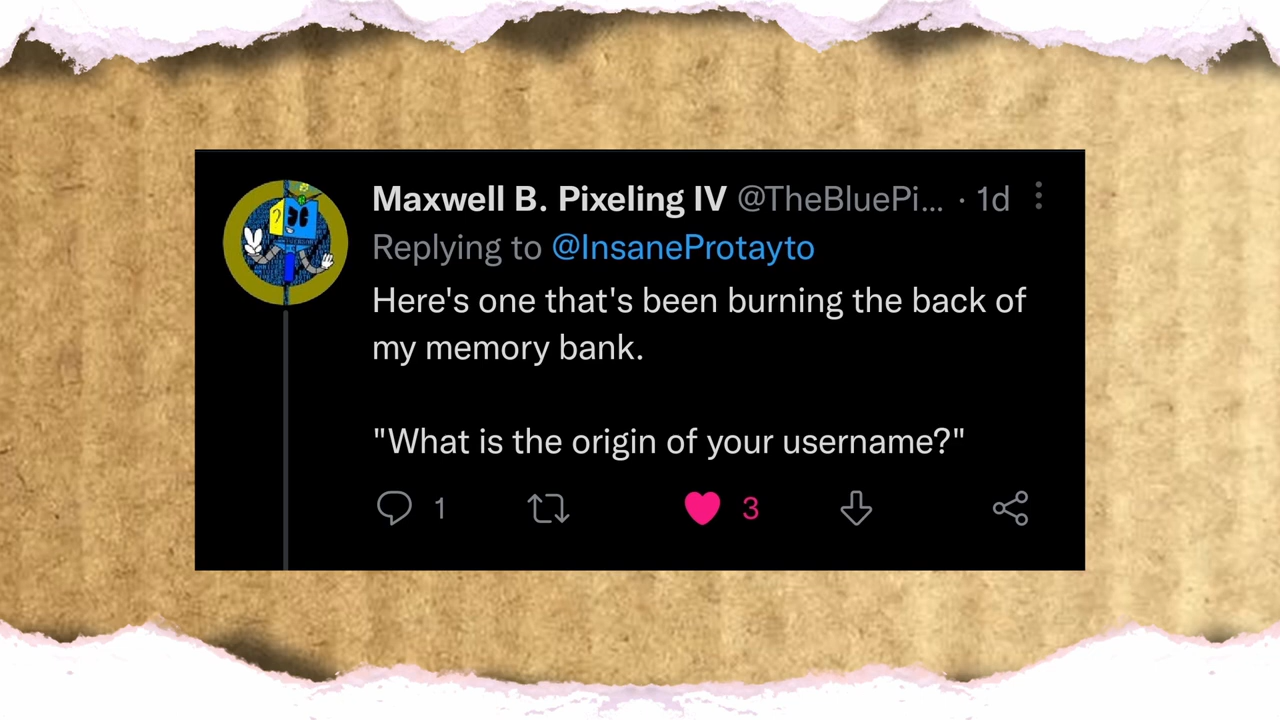 Maxwell B. Pixeling IV @TheBluePi... · 1d
Replying to @InsaneProtayto
Here's one that's been burning the back of
my memory bank.
"What is the origin of your username?"
1 3